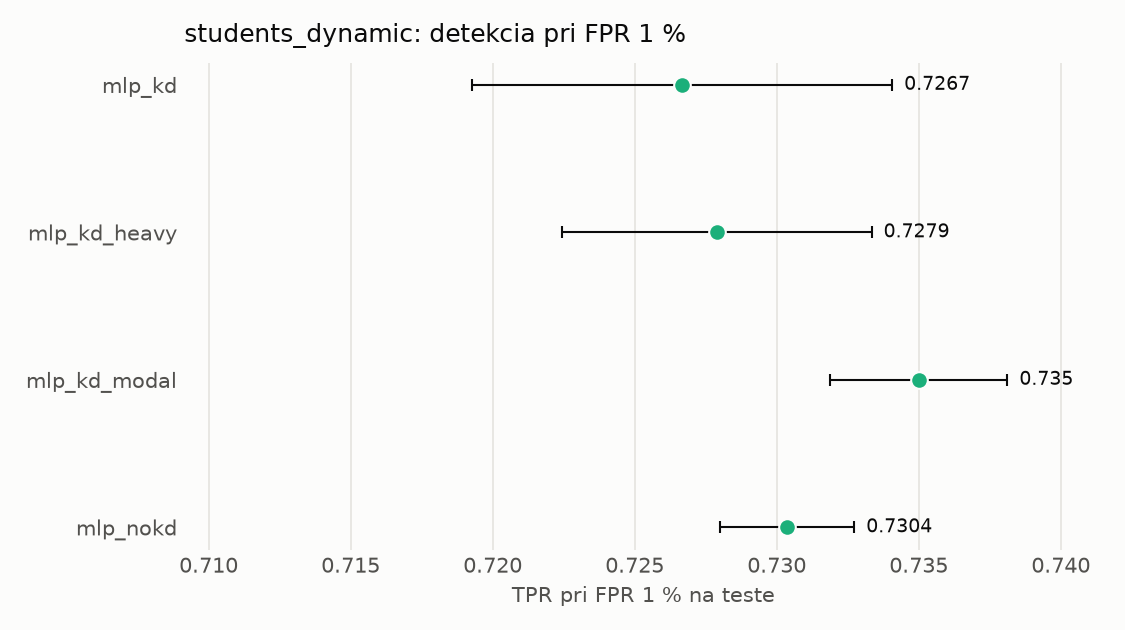 students_dynamic: detekcia pri FPR 1 %
mlp_kd
0.7267
mlp_kd_heavy
0.7279
mlp_kd_modal
0.735
mlp_nokd
0.7304
0.710 0.715 0.720 0.725 0.730 0.735 0.740
TPR pri FPR 1 % na teste